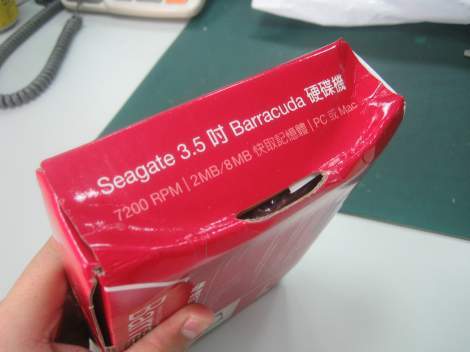 Seagate 3.5 吋 Barracuda 硬碟機
7200 RPM | 2MB/8MB 快取記憶體 | PC 或 Mac